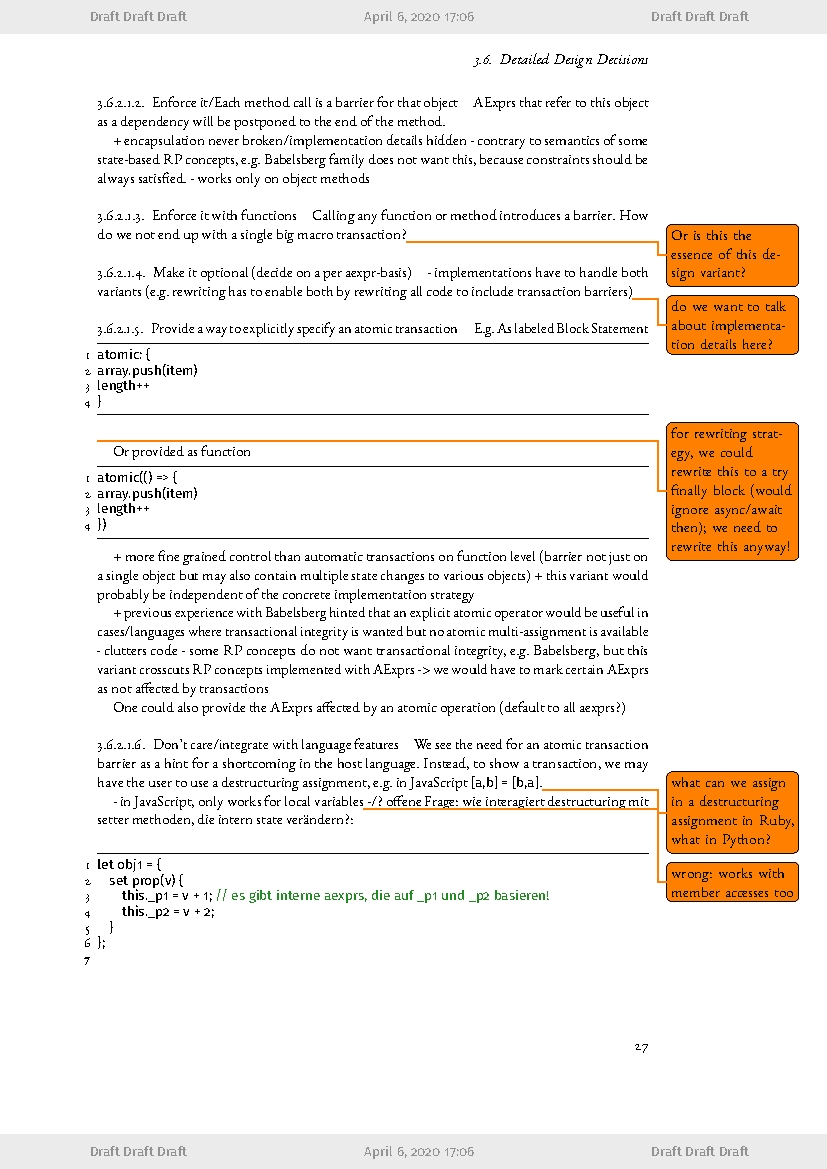 Draft Draft Draft April 6, 2020 17:06 Draft Draft Draft
3.6. Detailed Design Decisions
3.6.2.1.2. Enforce it/Each method call is a barrier for that object AExprs that refer to this object
as a dependency will be postponed to the end of the method.
+ encapsulation never broken/implementation details hidden - contrary to semantics of some
state-based RP concepts, e.g. Babelsberg family does not want this, because constraints should be
always satisfied. - works only on object methods
3.6.2.1.3. Enforce it with functions Calling any function or method introduces a barrier. How
do we not end up with a single big macro transaction?
Or is this the
essence of this de-
sign variant?
3.6.2.1.4. Make it optional (decide on a per aexpr-basis) - implementations have to handle both
variants (e.g. rewriting has to enable both by rewriting all code to include transaction barriers)
do we want to talk
about implementa-
tion details here?
3.6.2.1.5. Provide a way to explicitly specify an atomic transaction E.g. As labeled Block Statement
1 atomic: {
2 array.push(item)
3 length++
4 }
for rewriting strat-
egy, we could
rewrite this to a try
finally block (would
ignore async/await
then); we need to
rewrite this anyway!
Or provided as function
1 atomic(() => {
2 array.push(item)
3 length++
4 })
+ more fine grained control than automatic transactions on function level (barrier not just on
a single object but may also contain multiple state changes to various objects) + this variant would
probably be independent of the concrete implementation strategy
+ previous experience with Babelsberg hinted that an explicit atomic operator would be useful in
cases/languages where transactional integrity is wanted but no atomic multi-assignment is available
- clutters code - some RP concepts do not want transactional integrity, e.g. Babelsberg, but this
variant crosscuts RP concepts implemented with AExprs -> we would have to mark certain AExprs
as not affected by transactions
One could also provide the AExprs affected by an atomic operation (default to all aexprs?)
3.6.2.1.6. Don't care/integrate with language features We see the need for an atomic transaction
barrier as a hint for a shortcoming in the host language. Instead, to show a transaction, we may
have the user to use a destructuring assignment, e.g. in JavaScript [a,b] = [b,a].
what can we assign
in a destructuring
assignment in Ruby,
what in Python?
- in JavaScript, only works for local variables -/? offene Frage: wie interagiert destructuring mit
setter methoden, die intern state verändern?:
wrong: works with
member accesses too
1 let obj1 = {
2 set prop(v) {
3 this._p1 = v + 1; // es gibt interne aexprs, die auf _p1 und _p2 basieren!
4 this._p2 = v + 2;
5 }
6 };
7
27
Draft Draft Draft April 6, 2020 17:06 Draft Draft Draft